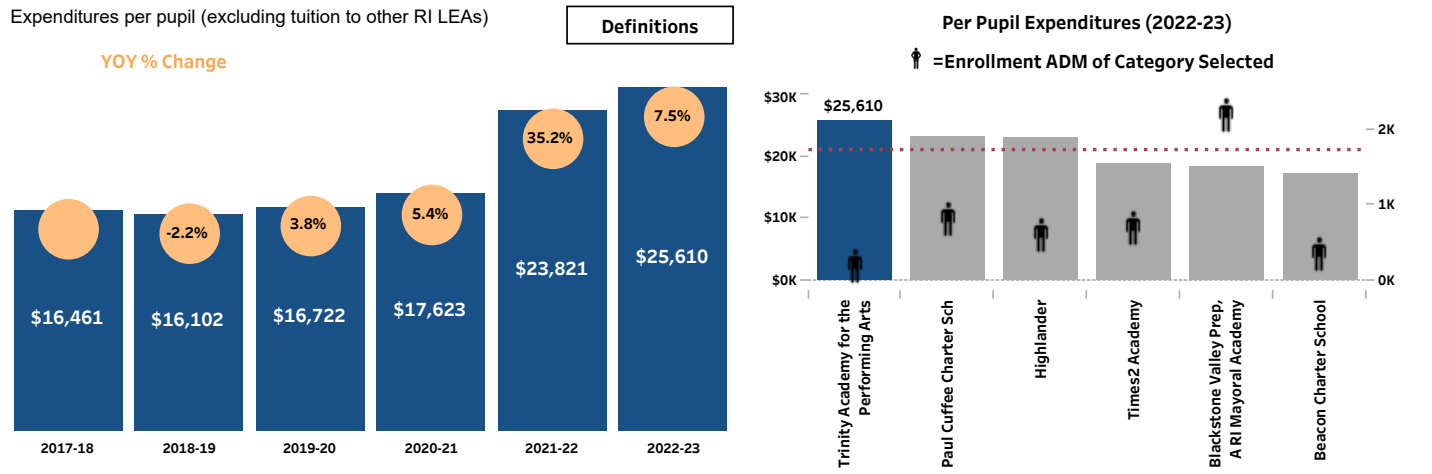 Expenditures per pupil (excluding tuition to other RI LEAs)
Definitions
YOY % Change
-2.2%
3.8%
5.4%
35.2%
7.5%
$16,461
$16,102
$16,722
$17,623
$23,821
$25,610
2017-18
2018-19
2019-20
2020-21
2021-22
2022-23
Per Pupil Expenditures (2022-23)
=Enrollment ADM of Category Selected
$30K
$20K
$10K
$0K
$25,610
2K
1K
0K
Trinity Academy for the
Performing Arts
Paul Cuffee Charter Sch
Highlander
Times2 Academy
Blackstone Valley Prep,
A RI Mayoral Academy
Beacon Charter School